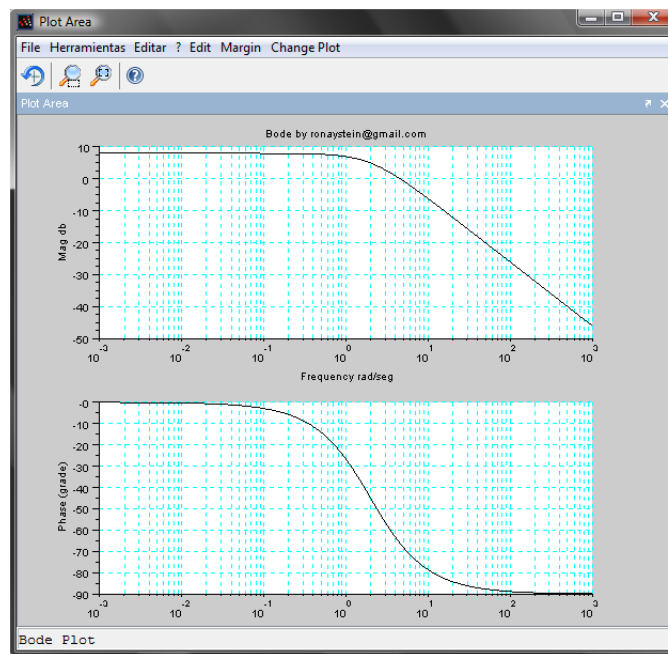 Plot Area
File Herramientas Editar ? Edit Margin Change Plot
Plot Area
Bode by ronaystein@gmail.com
Mag db
10
0
-10
-20
-30
-40
-50
10^-3 10^-2 10^-1 10^0 10^1 10^2 10^3
Frequency rad/seg
Phase (grade)
-0
-10
-20
-30
-40
-50
-60
-70
-80
-90
10^-3 10^-2 10^-1 10^0 10^1 10^2 10^3
Bode Plot